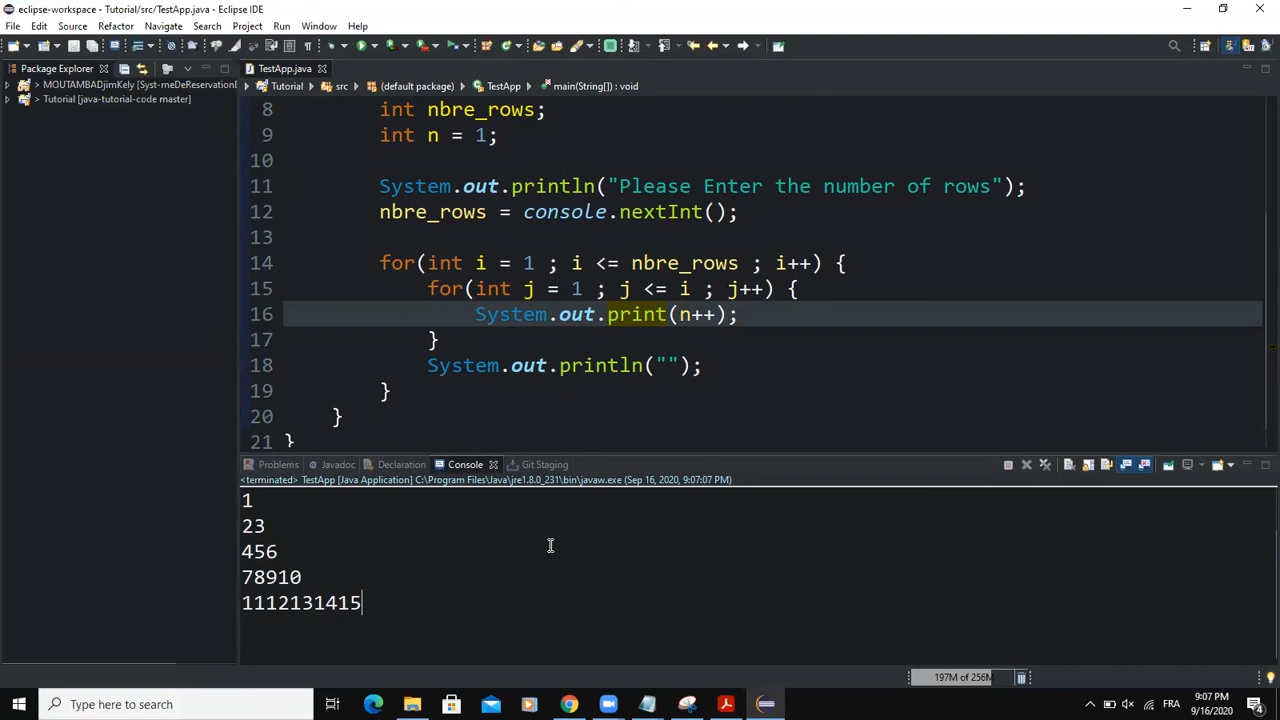 eclipse-workspace - Tutorial/src/TestApp.java - Eclipse IDE
File Edit Source Refactor Navigate Search Project Run Window Help
Package Explorer
TestApp.java
MOUTAMBADjimKely [Syst-meDeReservationD
Tutorial src (default package) TestApp main(String[]) : void
Tutorial [java-tutorial-code master]
8 int nbre_rows;
9 int n = 1;
10
11 System.out.println("Please Enter the number of rows");
12 nbre_rows = console.nextInt();
13
14 for(int i = 1 ; i <= nbre_rows ; i++) {
15 for(int j = 1 ; j <= i ; j++) {
16 System.out.print(n++);
17 }
18 System.out.println("");
19 }
20 }
21 }
Problems Javadoc Declaration Console Git Staging
<terminated> TestApp [Java Application] C:\Program Files\Java\jre1.8.0_231\bin\javaw.exe (Sep 16, 2020, 9:07:07 PM)
1
23
456
78910
1112131415
197M of 256M
Type here to search
FRA
9:07 PM
9/16/2020
4